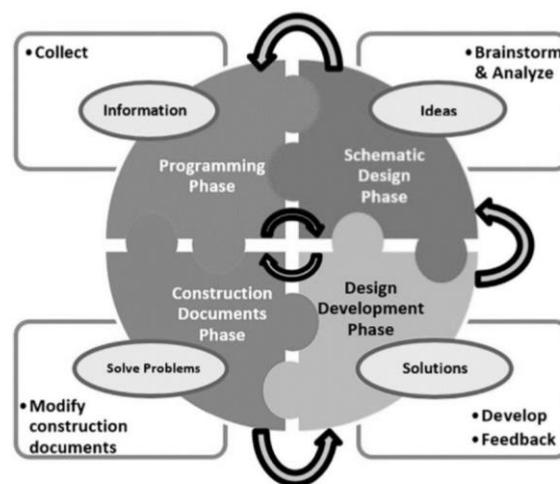 • Collect
Information
Programming
Phase
• Brainstorm
& Analyze
Ideas
Schematic
Design
Phase
Construction
Documents
Phase
Solve Problems
• Modify
construction
documents
Design
Development
Phase
Solutions
• Develop
• Feedback